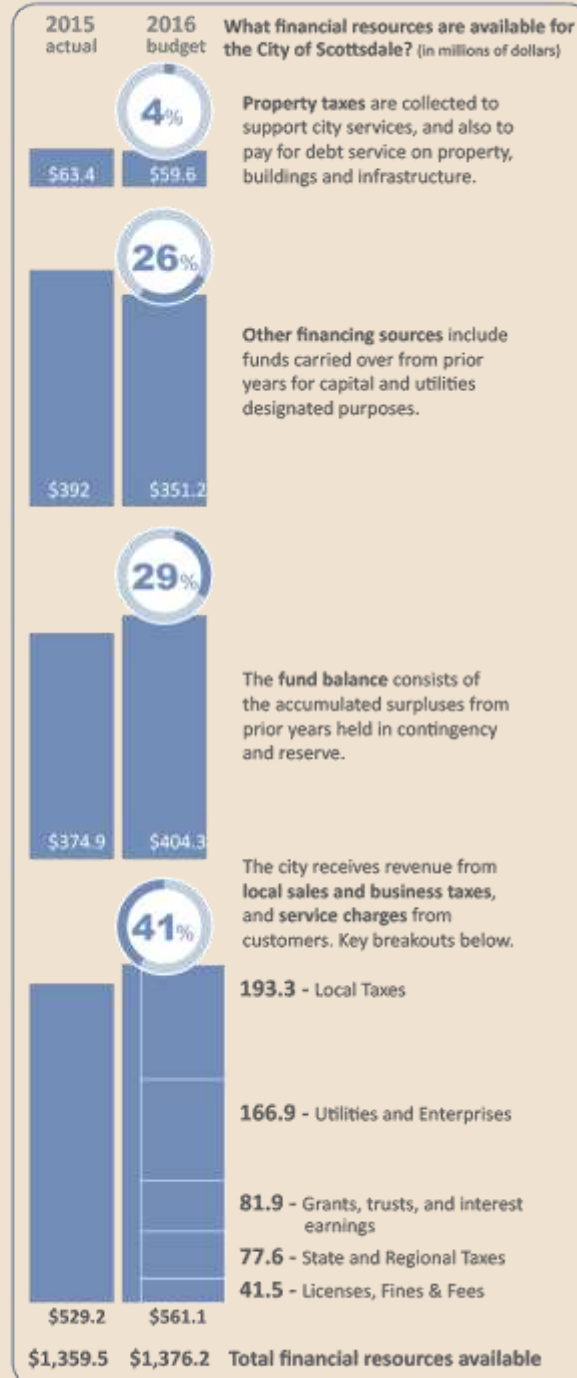 2015 actual
2016 budget
What financial resources are available for
the City of Scottsdale? (in millions of dollars)
4%
$63.4 $59.6
Property taxes are collected to
support city services, and also to
pay for debt service on property,
buildings and infrastructure.
26%
$392 $351.2
Other financing sources include
funds carried over from prior
years for capital and utilities
designated purposes.
29%
$374.9 $404.3
The fund balance consists of
the accumulated surpluses from
prior years held in contingency
and reserve.
The city receives revenue from
local sales and business taxes,
and service charges from
customers. Key breakouts below.
41%
193.3 - Local Taxes
166.9 - Utilities and Enterprises
81.9 - Grants, trusts, and interest
earnings
77.6 - State and Regional Taxes
41.5 - Licenses, Fines & Fees
$529.2 $561.1
$1,359.5 $1,376.2 Total financial resources available